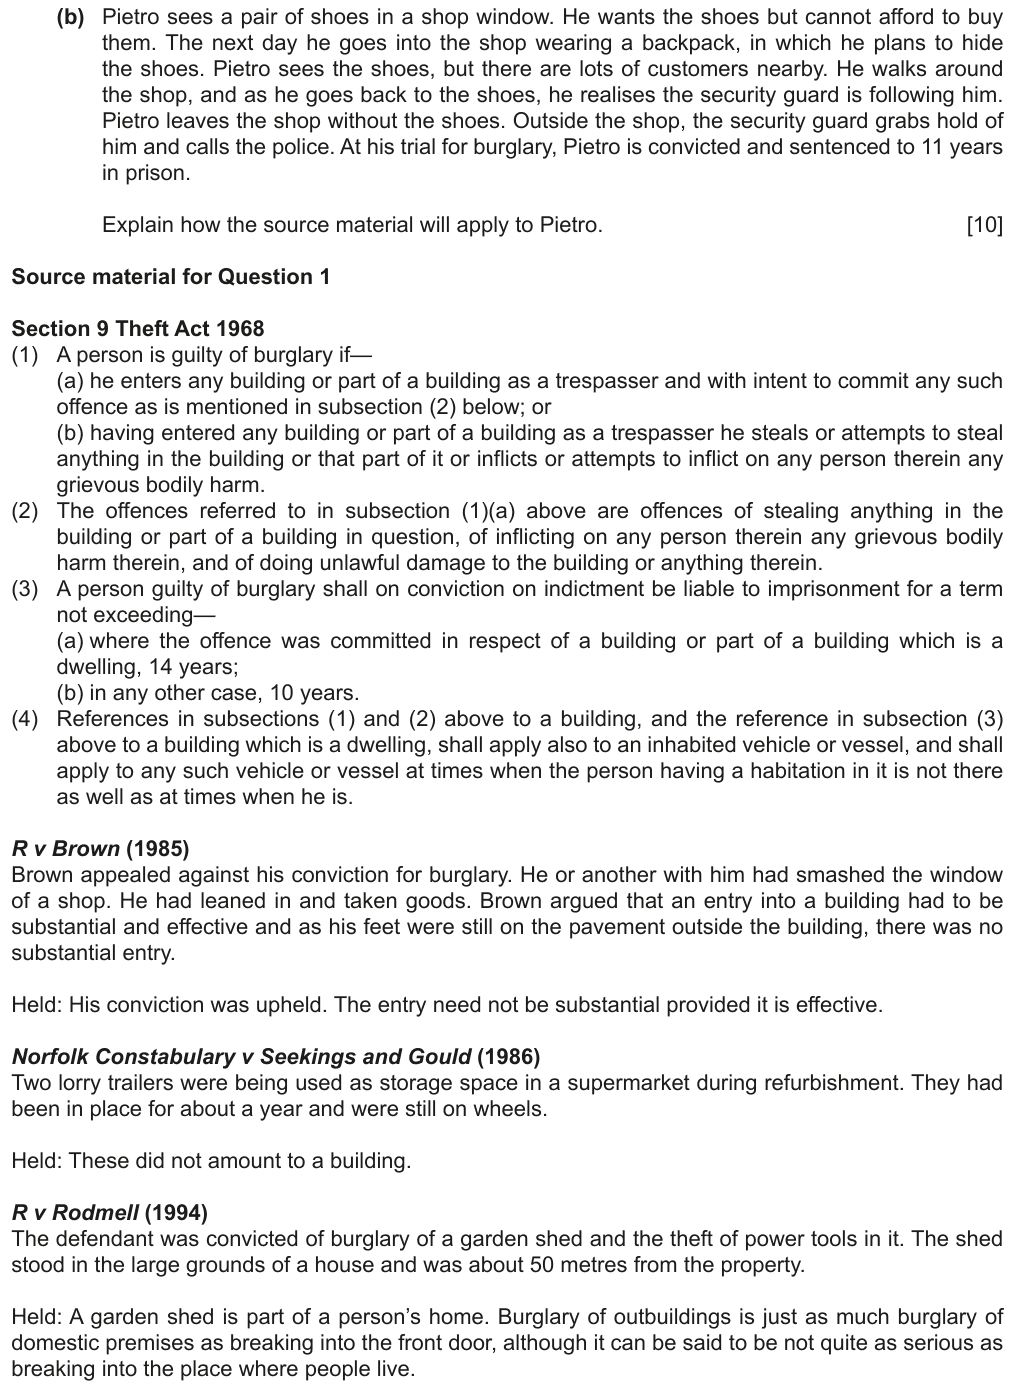 (b) Pietro sees a pair of shoes in a shop window. He wants the shoes but cannot afford to buy
them. The next day he goes into the shop wearing a backpack, in which he plans to hide
the shoes. Pietro sees the shoes, but there are lots of customers nearby. He walks around
the shop, and as he goes back to the shoes, he realises the security guard is following him.
Pietro leaves the shop without the shoes. Outside the shop, the security guard grabs hold of
him and calls the police. At his trial for burglary, Pietro is convicted and sentenced to 11 years
in prison.
Explain how the source material will apply to Pietro. [10]
Source material for Question 1
Section 9 Theft Act 1968
(1) A person is guilty of burglary if—
(a) he enters any building or part of a building as a trespasser and with intent to commit any such
offence as is mentioned in subsection (2) below; or
(b) having entered any building or part of a building as a trespasser he steals or attempts to steal
anything in the building or that part of it or inflicts or attempts to inflict on any person therein any
grievous bodily harm.
(2) The offences referred to in subsection (1)(a) above are offences of stealing anything in the
building or part of a building in question, of inflicting on any person therein any grievous bodily
harm therein, and of doing unlawful damage to the building or anything therein.
(3) A person guilty of burglary shall on conviction on indictment be liable to imprisonment for a term
not exceeding—
(a) where the offence was committed in respect of a building or part of a building which is a
dwelling, 14 years;
(b) in any other case, 10 years.
(4) References in subsections (1) and (2) above to a building, and the reference in subsection (3)
above to a building which is a dwelling, shall apply also to an inhabited vehicle or vessel, and shall
apply to any such vehicle or vessel at times when the person having a habitation in it is not there
as well as at times when he is.
R v Brown (1985)
Brown appealed against his conviction for burglary. He or another with him had smashed the window
of a shop. He had leaned in and taken goods. Brown argued that an entry into a building had to be
substantial and effective and as his feet were still on the pavement outside the building, there was no
substantial entry.
Held: His conviction was upheld. The entry need not be substantial provided it is effective.
Norfolk Constabulary v Seekings and Gould (1986)
Two lorry trailers were being used as storage space in a supermarket during refurbishment. They had
been in place for about a year and were still on wheels.
Held: These did not amount to a building.
R v Rodmell (1994)
The defendant was convicted of burglary of a garden shed and the theft of power tools in it. The shed
stood in the large grounds of a house and was about 50 metres from the property.
Held: A garden shed is part of a person's home. Burglary of outbuildings is just as much burglary of
domestic premises as breaking into the front door, although it can be said to be not quite as serious as
breaking into the place where people live.